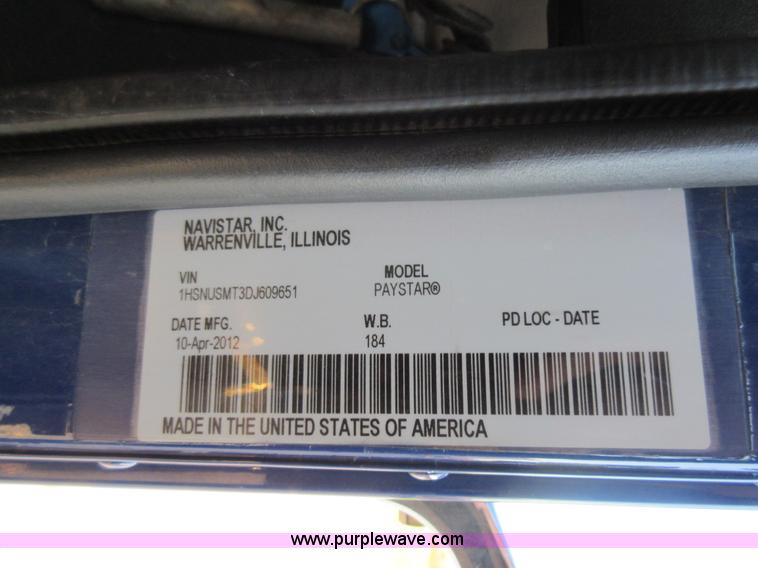 NAVISTAR, INC.
WARRENVILLE, ILLINOIS
VIN MODEL
1HSNUSMT3DJ609651 PAYSTAR®
DATE MFG. W.B. PD LOC - DATE
10-Apr-2012 184
MADE IN THE UNITED STATES OF AMERICA
www.purplewave.com